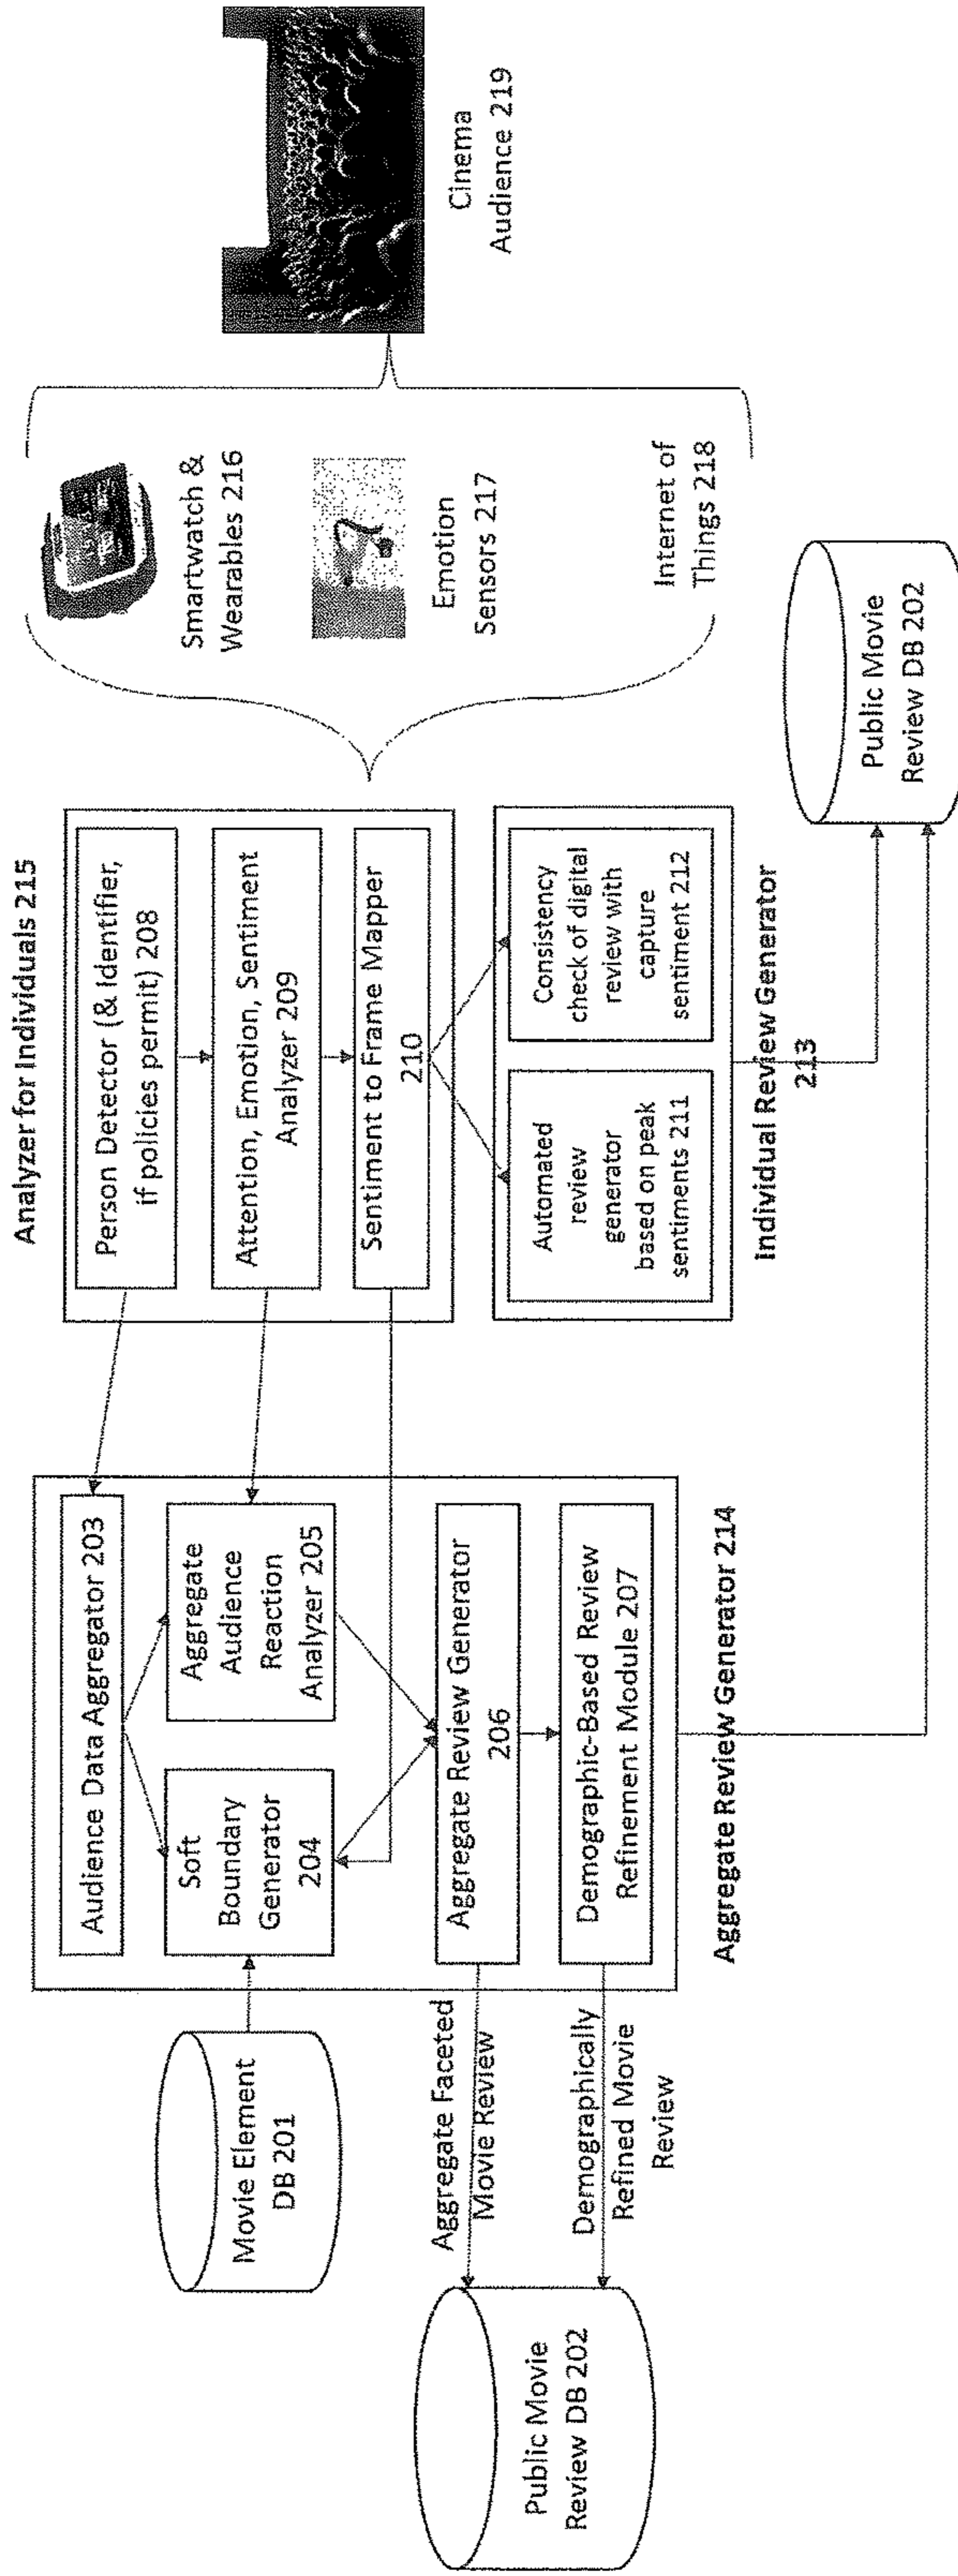 Movie Element
DB 201
Public Movie
Review DB 202
Aggregate Faceted
Movie Review
Demographically
Refined Movie
Review
Audience Data Aggregator 203
Soft
Boundary
Generator
204
Aggregate
Audience
Reaction
Analyzer 205
Aggregate Review Generator
206
Demographic-Based Review
Refinement Module 207
Aggregate Review Generator 214
Analyzer for Individuals 215
Person Detector (& Identifier,
if policies permit) 208
Attention, Emotion, Sentiment
Analyzer 209
Sentiment to Frame Mapper
210
Automated
review
generator
based on peak
sentiments 211
Consistency
check of digital
review with
capture
sentiment 212
Individual Review Generator
213
Smartwatch &
Wearables 216
Emotion
Sensors 217
Internet of
Things 218
Cinema
Audience 219
Public Movie
Review DB 202